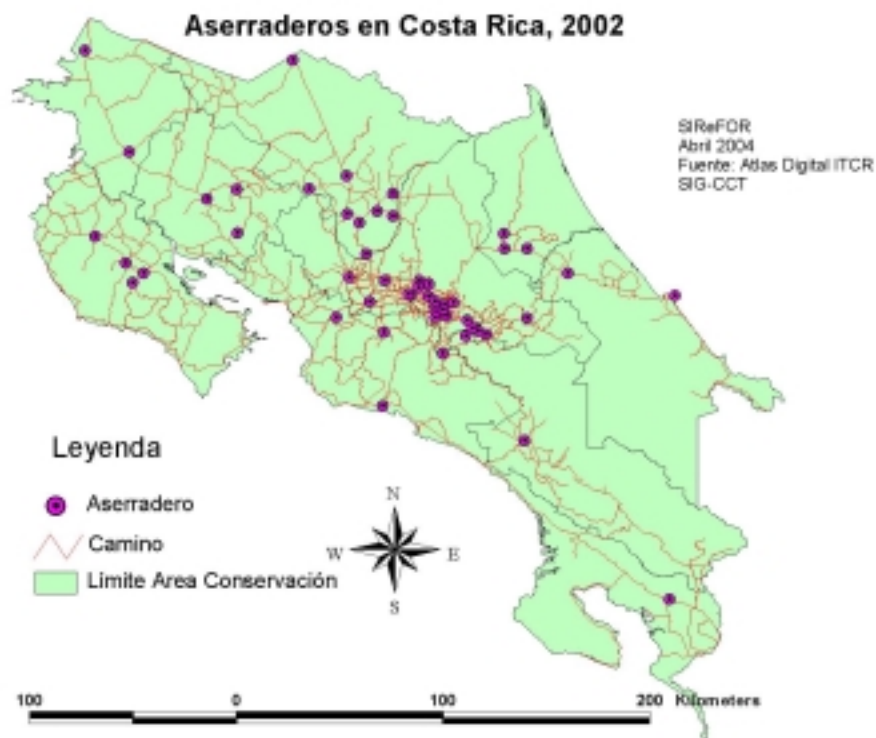 Aserraderos en Costa Rica, 2002
SIReFOR
Abril 2004
Fuente: Atlas Digital ITCR
SIG-CCT
Leyenda
Aserradero
Camino
Limite Area Conservación
N
W E
S
100 0 100 200 Kilometers